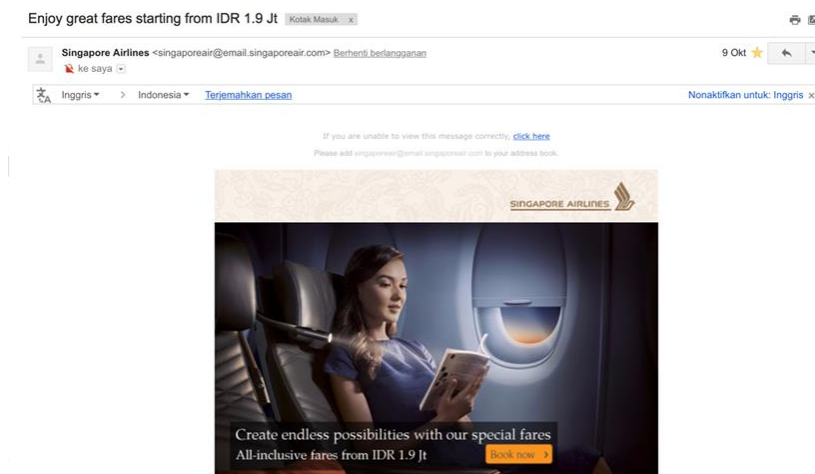 Enjoy great fares starting from IDR 1.9 Jt Kotak Masuk x
Singapore Airlines <singaporeair@email.singaporeair.com> Berhenti berlangganan
9 Okt
ke saya
Inggris > Indonesia Terjemahkan pesan
Nonaktifkan untuk: Inggris x
If you are unable to view this message correctly, click here
Please add singaporeair@email.singaporeair.com to your address book.
SINGAPORE AIRLINES
Create endless possibilities with our special fares
All-inclusive fares from IDR 1.9 Jt
Book now >